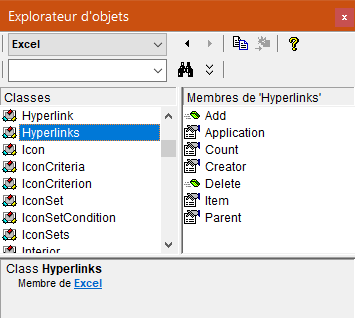 Explorateur d'objets
Excel
Classes
Hyperlink
Hyperlinks
Icon
IconCriteria
IconCriterion
IconSet
IconSetCondition
IconSets
Interior
Membres de 'Hyperlinks'
Add
Application
Count
Creator
Delete
Item
Parent
Class Hyperlinks
Membre de Excel